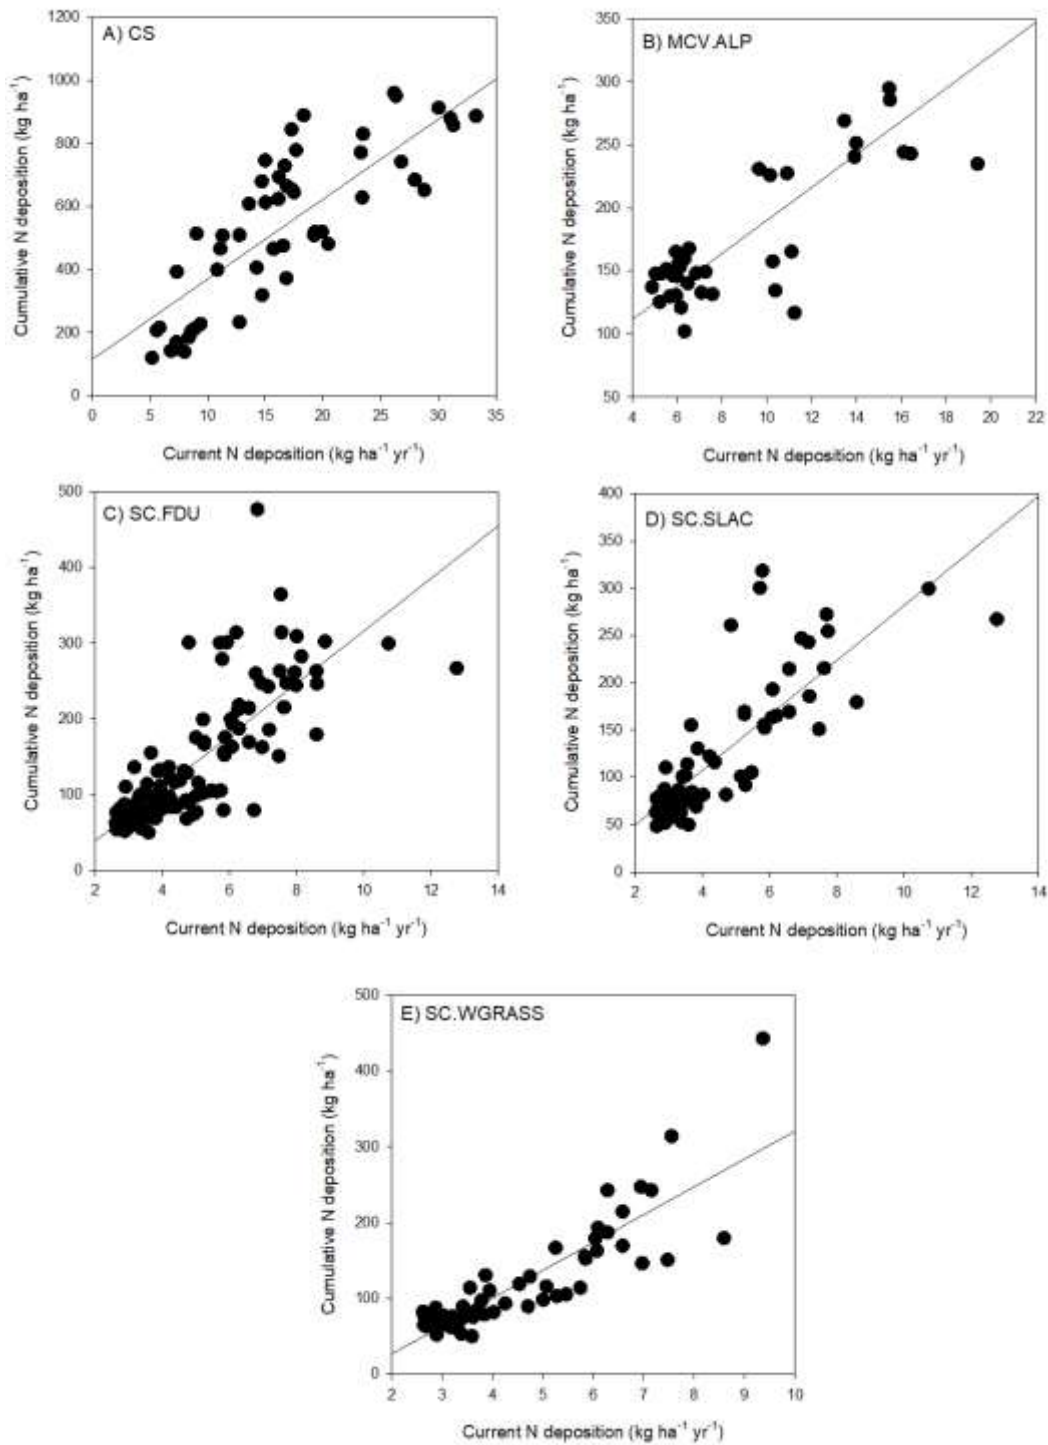 A) CS
1200
1000
800
600
400
200
0
Cumulative N deposition (kg ha⁻¹)
0 5 10 15 20 25 30 35
Current N deposition (kg ha⁻¹ yr⁻¹)
B) MCV.ALP
350
300
250
200
150
100
50
Cumulative N deposition (kg ha⁻¹)
4 6 8 10 12 14 16 18 20 22
Current N deposition (kg ha⁻¹ yr⁻¹)
C) SC.FDU
500
400
300
200
100
0
Cumulative N deposition (kg ha⁻¹)
2 4 6 8 10 12 14
Current N deposition (kg ha⁻¹ yr⁻¹)
D) SC.SLAC
400
350
300
250
200
150
100
50
0
Cumulative N deposition (kg ha⁻¹)
2 4 6 8 10 12 14
Current N deposition (kg ha⁻¹ yr⁻¹)
E) SC.WGRASS
500
400
300
200
100
0
Cumulative N deposition (kg ha⁻¹)
2 3 4 5 6 7 8 9 10
Current N deposition (kg ha⁻¹ yr⁻¹)